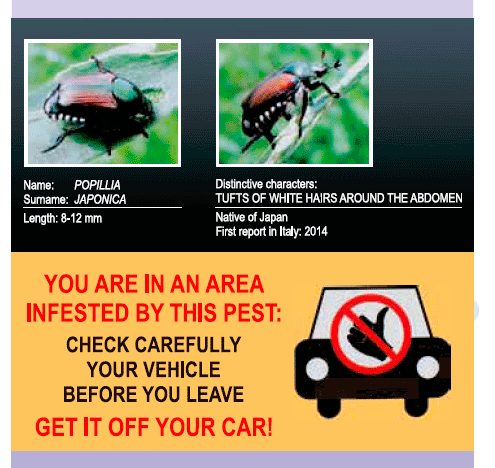 Name: POPILLIA
Surname: JAPONICA
Length: 8-12 mm
Distinctive characters:
TUFTS OF WHITE HAIRS AROUND THE ABDOMEN
Native of Japan
First report in Italy: 2014
YOU ARE IN AN AREA
INFESTED BY THIS PEST:
CHECK CAREFULLY
YOUR VEHICLE
BEFORE YOU LEAVE
GET IT OFF YOUR CAR!